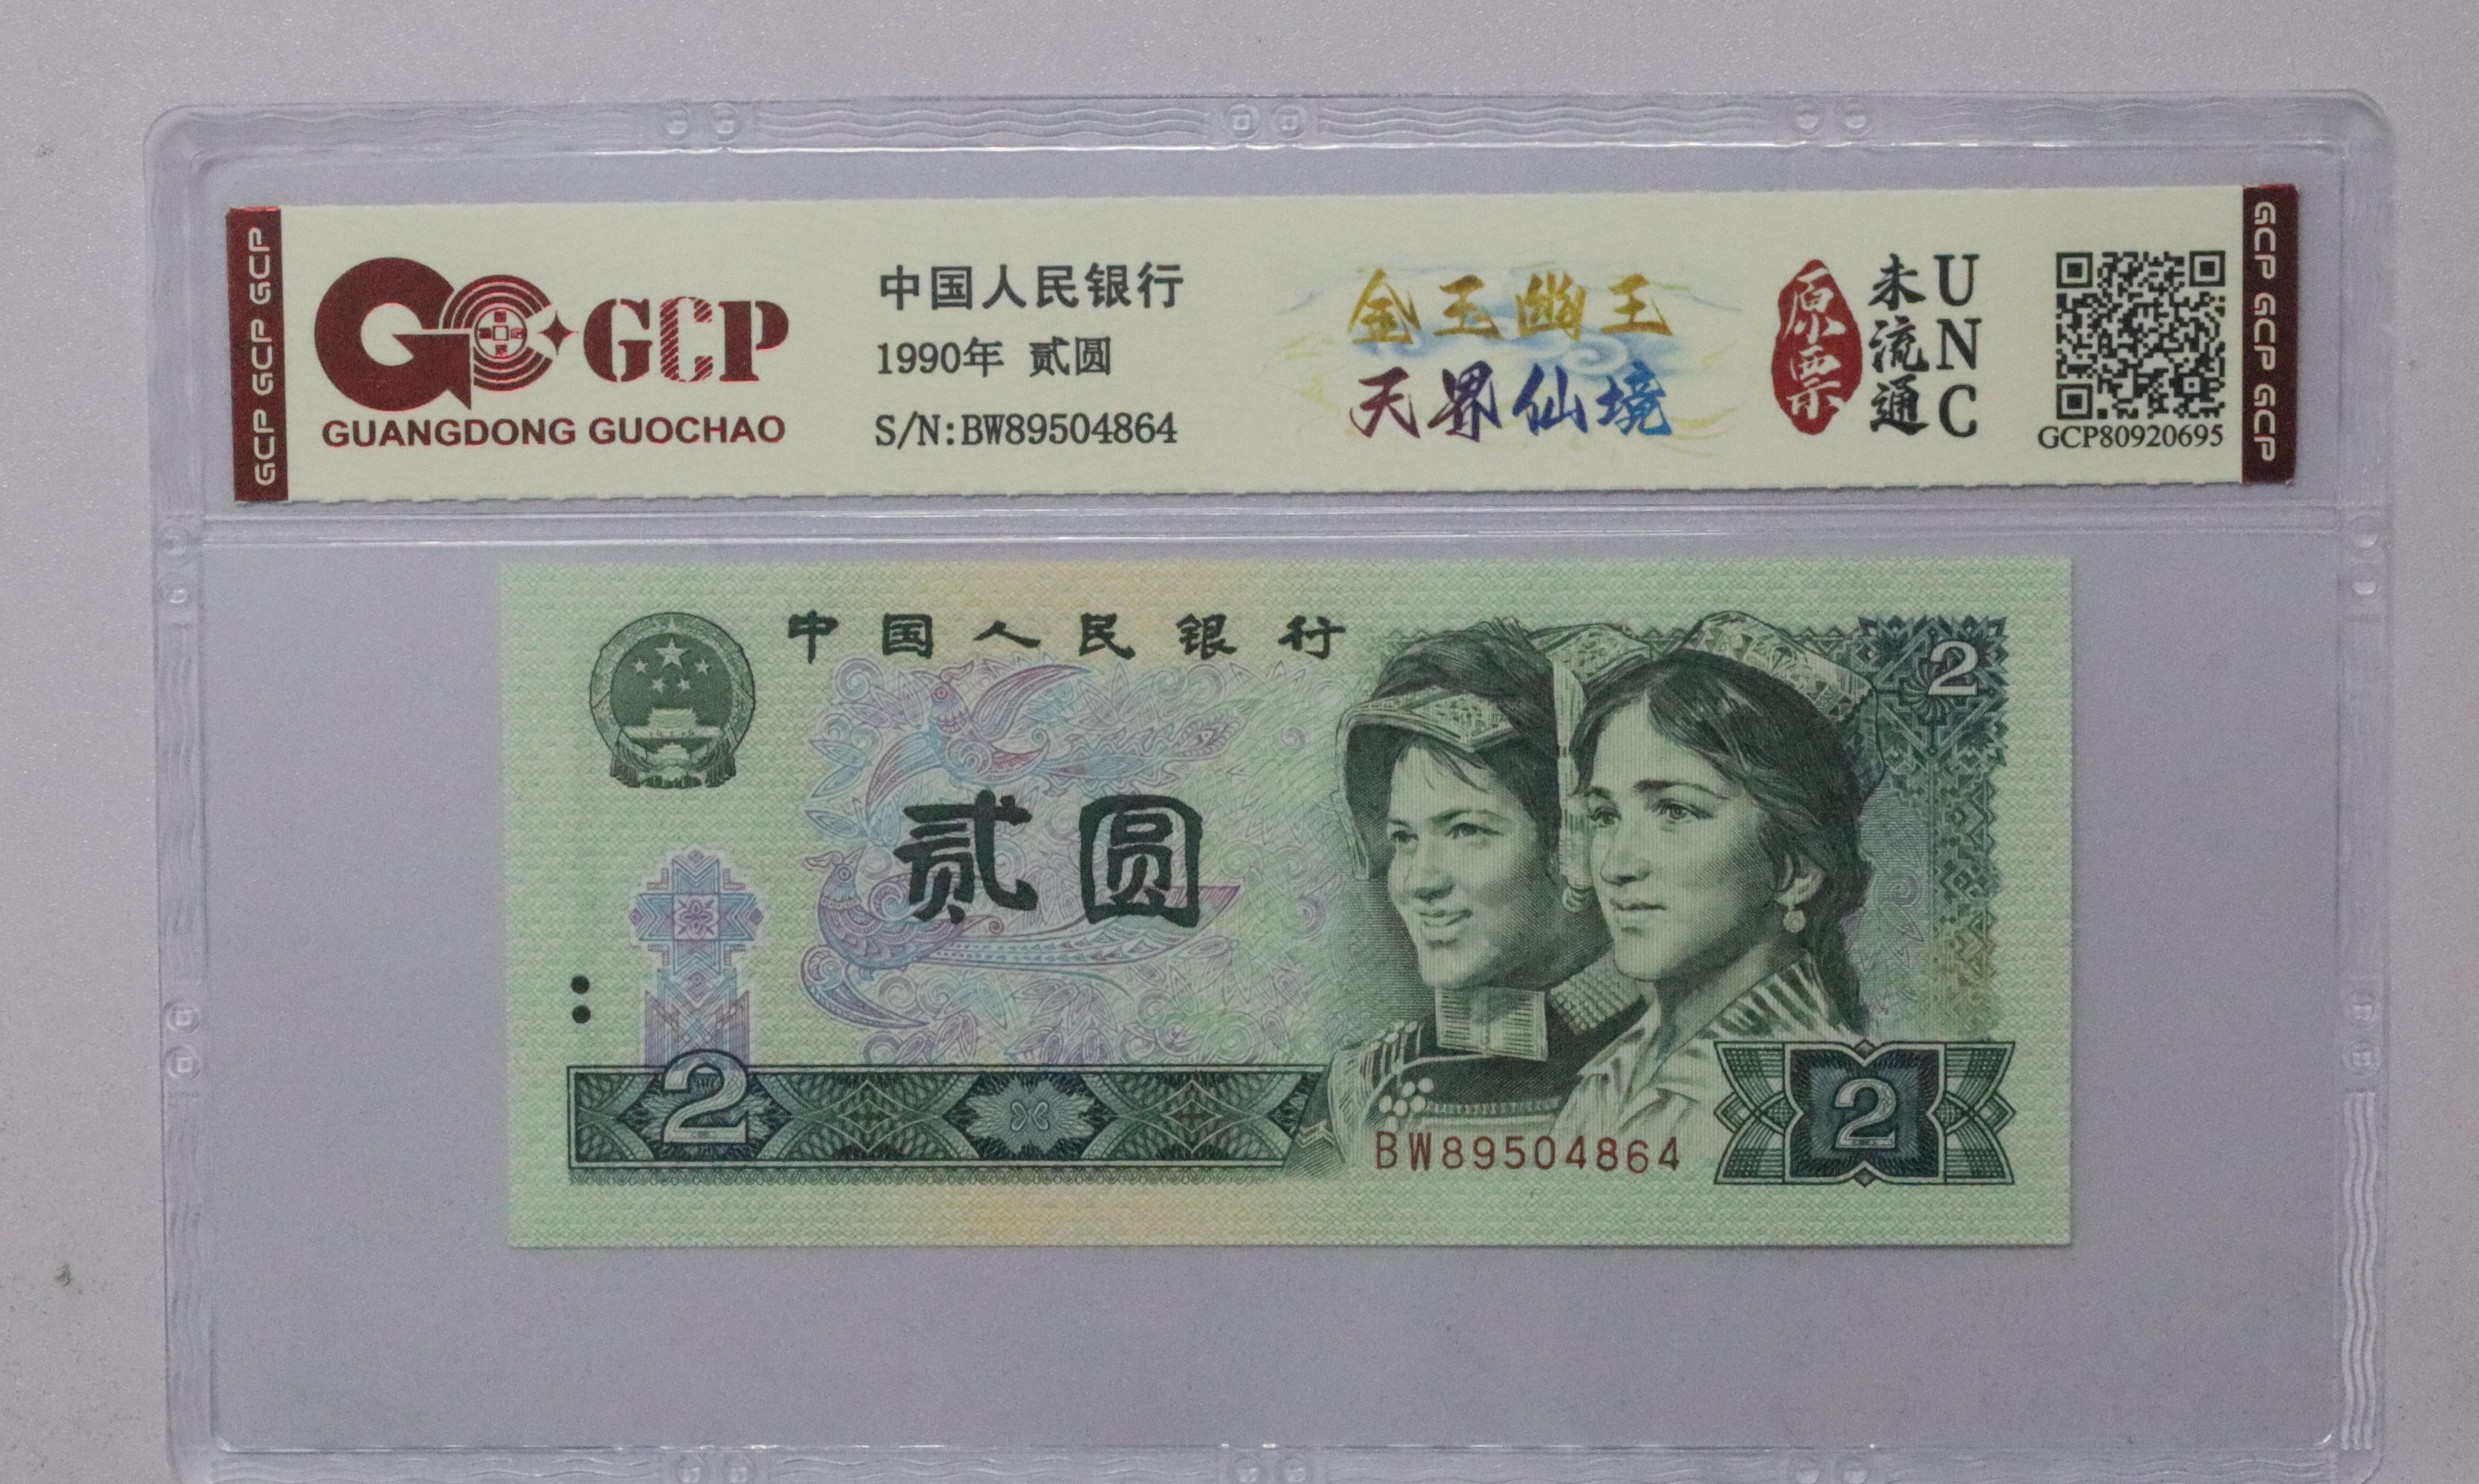 GCP GCP GCP
GCP
GUANGDONG GUOCHAO
中国人民银行
1990年 贰圆
S/N:BW89504864
金玉幽王
天界仙境
原票
未流通
UNC
GCP80920695
GCP GCP GCP
中国人民银行
2
贰圆
2
BW89504864
2